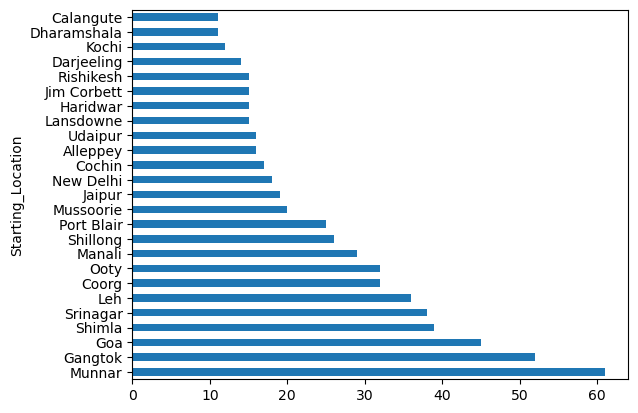 Calangute
Dharamshala
Kochi
Darjeeling
Rishikesh
Jim Corbett
Haridwar
Lansdowne
Udaipur
Alleppey
Cochin
New Delhi
Jaipur
Mussoorie
Port Blair
Shillong
Manali
Ooty
Coorg
Leh
Srinagar
Shimla
Goa
Gangtok
Munnar
Starting_Location
0 10 20 30 40 50 60